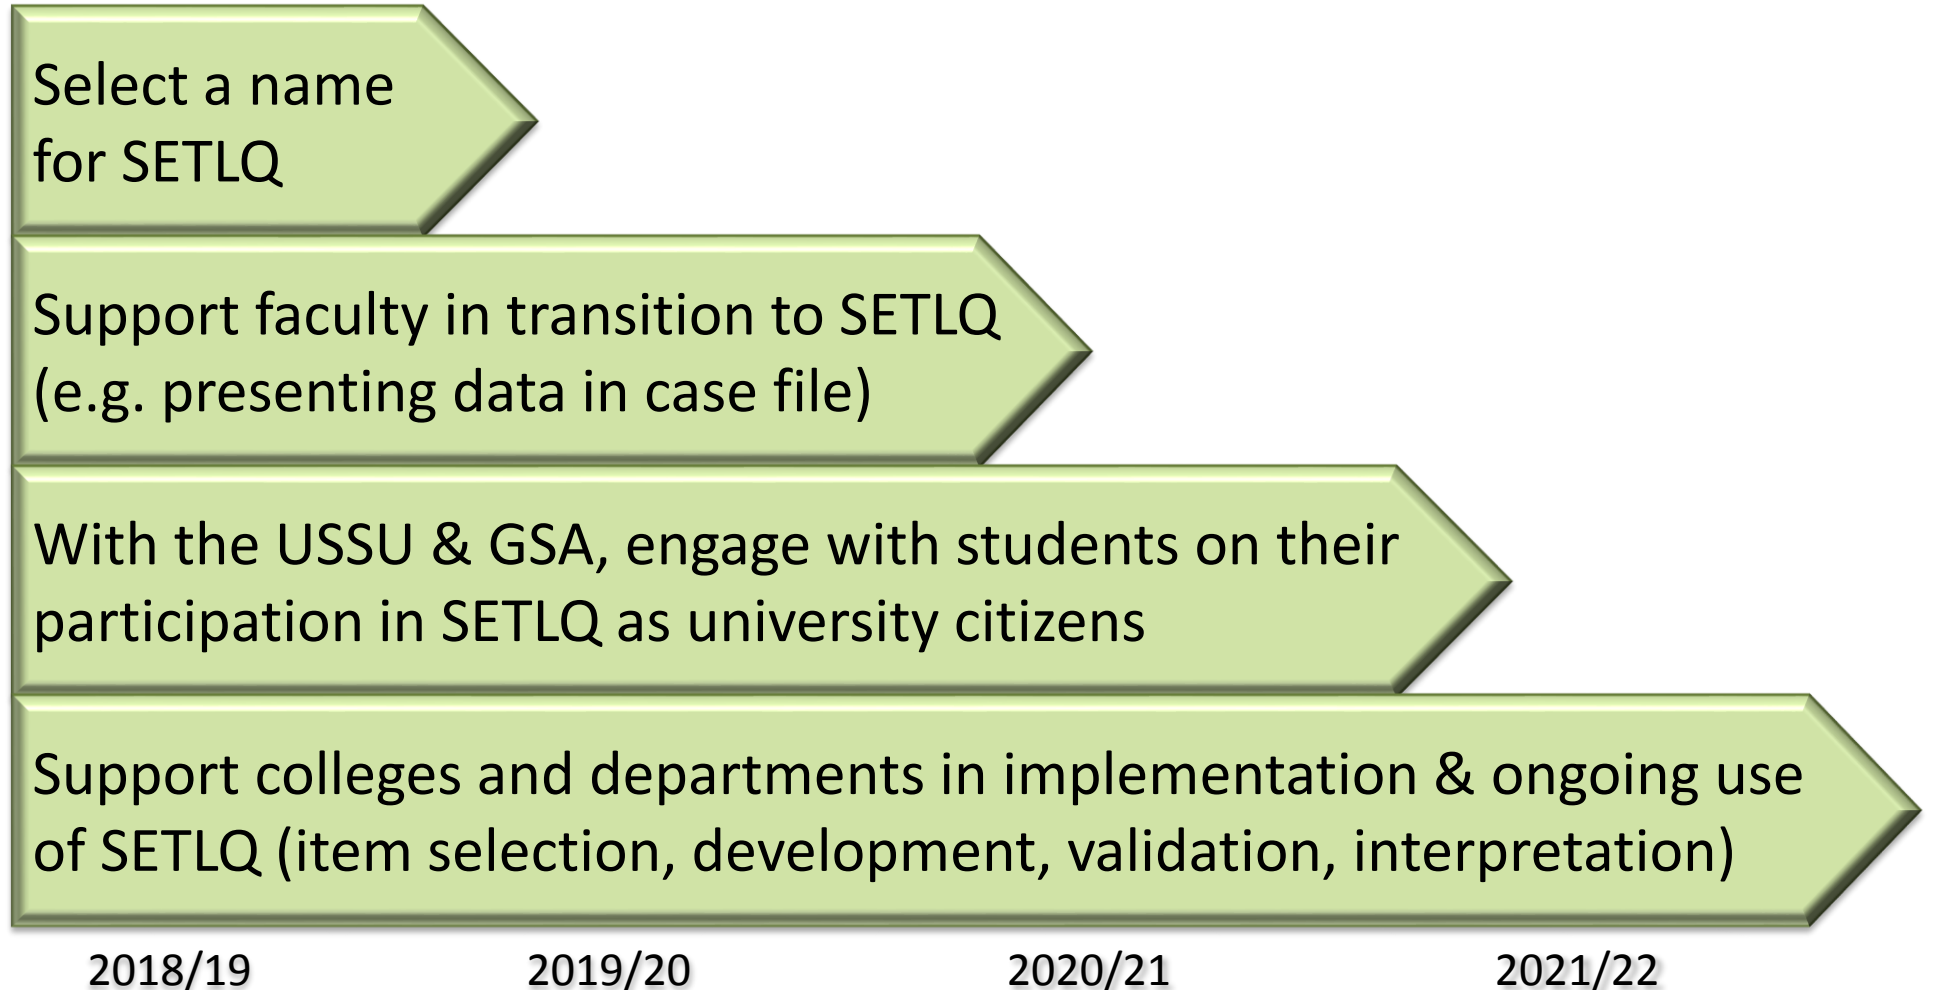 Select a name
for SETLQ
Support faculty in transition to SETLQ
(e.g. presenting data in case file)
With the USSU & GSA, engage with students on their
participation in SETLQ as university citizens
Support colleges and departments in implementation & ongoing use
of SETLQ (item selection, development, validation, interpretation)
2018/19 2019/20 2020/21 2021/22